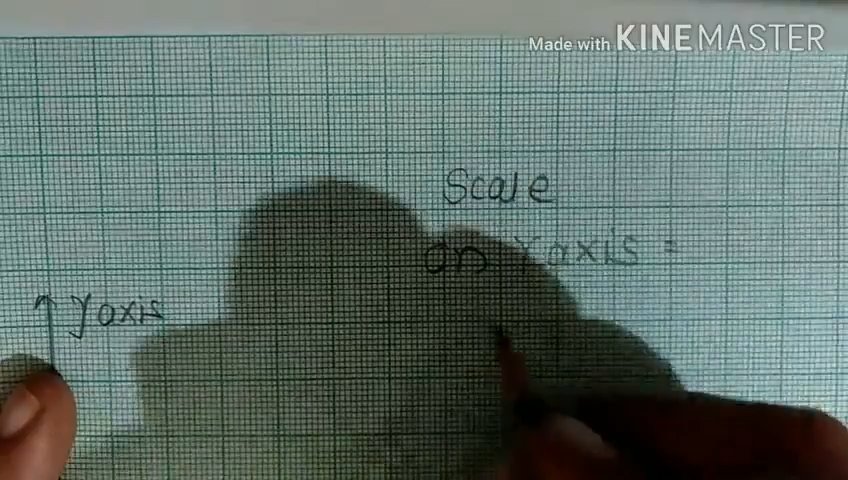 Made with KINEMASTER
Scale
on x axis =
y axis